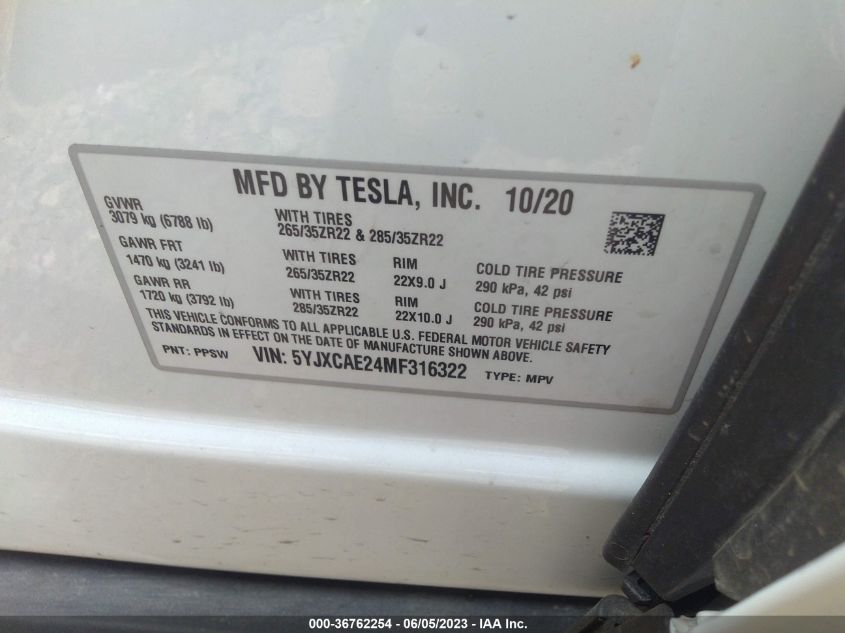 MFD BY TESLA, INC. 10/20
GVWR
3079 kg (6788 lb)
WITH TIRES
265/35ZR22 & 285/35ZR22
GAWR FRT
1470 kg (3241 lb)
WITH TIRES
265/35ZR22
RIM
22X9.0 J
COLD TIRE PRESSURE
290 kPa, 42 psi
GAWR RR
1720 kg (3792 lb)
WITH TIRES
285/35ZR22
RIM
22X10.0 J
COLD TIRE PRESSURE
290 kPa, 42 psi
THIS VEHICLE CONFORMS TO ALL APPLICABLE U.S. FEDERAL MOTOR VEHICLE SAFETY
STANDARDS IN EFFECT ON THE DATE OF MANUFACTURE SHOWN ABOVE.
PNT: PPSW VIN: 5YJXCAE24MF316322 TYPE: MPV
000-36762254 - 06/05/2023 - IAA Inc.